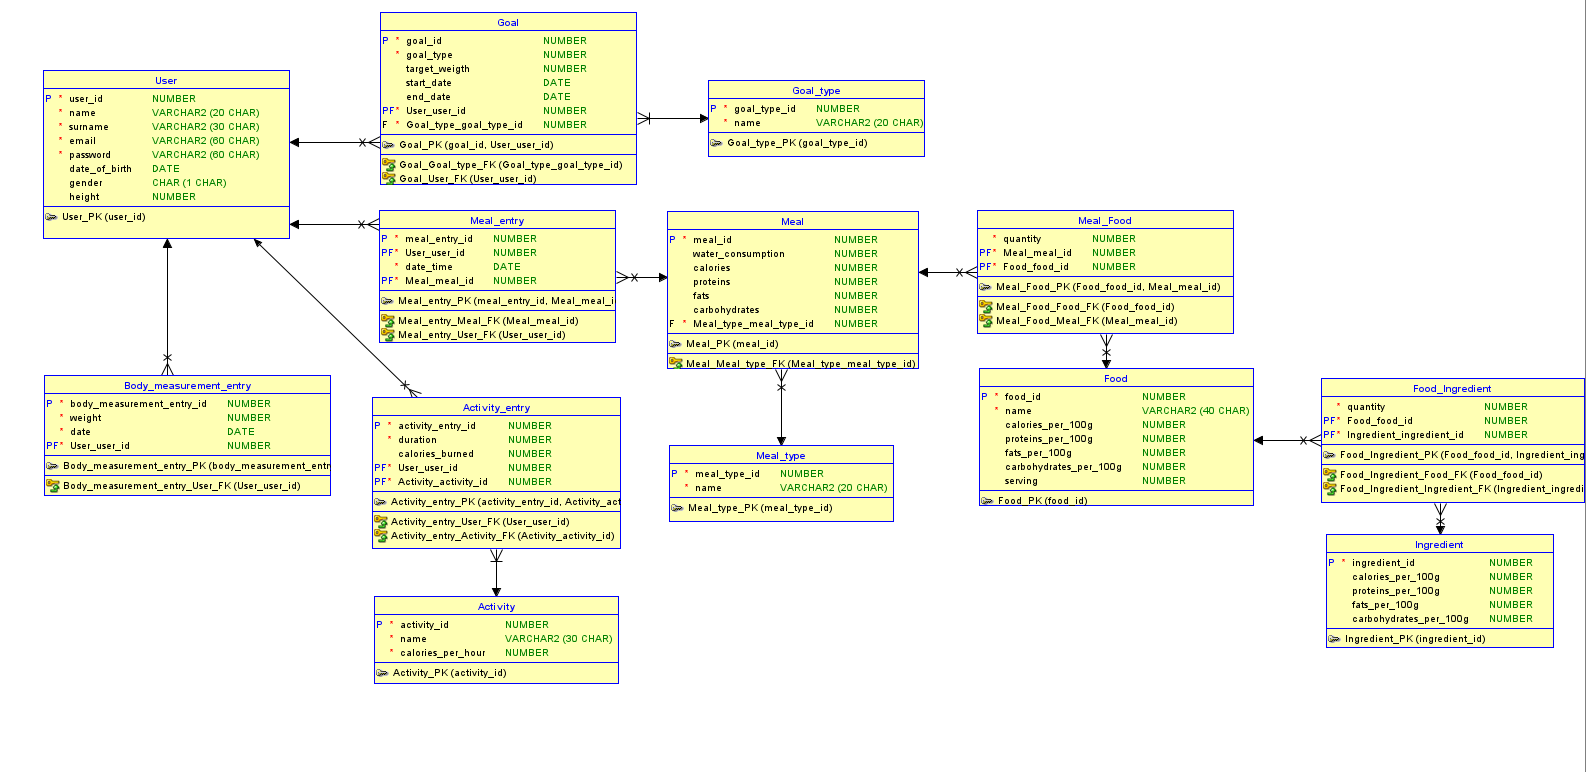 Goal
P * goal_id NUMBER
* goal_type NUMBER
target_weigth NUMBER
start_date DATE
end_date DATE
PF* User_user_id NUMBER
F * Goal_type_goal_type_id NUMBER
Goal_PK (goal_id, User_user_id)
Goal_Goal_type_FK (Goal_type_goal_type_id)
Goal_User_FK (User_user_id)
User
P * user_id NUMBER
* name VARCHAR2 (20 CHAR)
* surname VARCHAR2 (30 CHAR)
* email VARCHAR2 (60 CHAR)
* password VARCHAR2 (60 CHAR)
date_of_birth DATE
gender CHAR (1 CHAR)
height NUMBER
User_PK (user_id)
Goal_type
P * goal_type_id NUMBER
* name VARCHAR2 (20 CHAR)
Goal_type_PK (goal_type_id)
Meal_entry
P * meal_entry_id NUMBER
PF* User_user_id NUMBER
* date_time DATE
PF* Meal_meal_id NUMBER
Meal_entry_PK (meal_entry_id, Meal_meal_i
Meal_entry_Meal_FK (Meal_meal_id)
Meal_entry_User_FK (User_user_id)
Meal
P * meal_id NUMBER
water_consumption NUMBER
calories NUMBER
proteins NUMBER
fats NUMBER
carbohydrates NUMBER
F * Meal_type_meal_type_id NUMBER
Meal_PK (meal_id)
Meal_Meal_type_FK (Meal_type_meal_type_id)
Meal_Food
* quantity NUMBER
PF* Meal_meal_id NUMBER
PF* Food_food_id NUMBER
Meal_Food_PK (Food_food_id, Meal_meal_id)
Meal_Food_Food_FK (Food_food_id)
Meal_Food_Meal_FK (Meal_meal_id)
Body_measurement_entry
P * body_measurement_entry_id NUMBER
* weight NUMBER
* date DATE
PF* User_user_id NUMBER
Body_measurement_entry_PK (body_measurement_entr
Body_measurement_entry_User_FK (User_user_id)
Activity_entry
P * activity_entry_id NUMBER
* duration NUMBER
calories_burned NUMBER
PF* User_user_id NUMBER
PF* Activity_activity_id NUMBER
Activity_entry_PK (activity_entry_id, Activity_act
Activity_entry_User_FK (User_user_id)
Activity_entry_Activity_FK (Activity_activity_id)
Meal_type
P * meal_type_id NUMBER
* name VARCHAR2 (20 CHAR)
Meal_type_PK (meal_type_id)
Food
P * food_id NUMBER
* name VARCHAR2 (40 CHAR)
calories_per_100g NUMBER
proteins_per_100g NUMBER
fats_per_100g NUMBER
carbohydrates_per_100g NUMBER
serving NUMBER
Food_PK (food_id)
Food_Ingredient
* quantity NUMBER
PF* Food_food_id NUMBER
PF* Ingredient_ingredient_id NUMBER
Food_Ingredient_PK (Food_food_id, Ingredient_ing
Food_Ingredient_Food_FK (Food_food_id)
Food_Ingredient_Ingredient_FK (Ingredient_ingredi
Activity
P * activity_id NUMBER
* name VARCHAR2 (30 CHAR)
* calories_per_hour NUMBER
Activity_PK (activity_id)
Ingredient
P * ingredient_id NUMBER
calories_per_100g NUMBER
proteins_per_100g NUMBER
fats_per_100g NUMBER
carbohydrates_per_100g NUMBER
Ingredient_PK (ingredient_id)